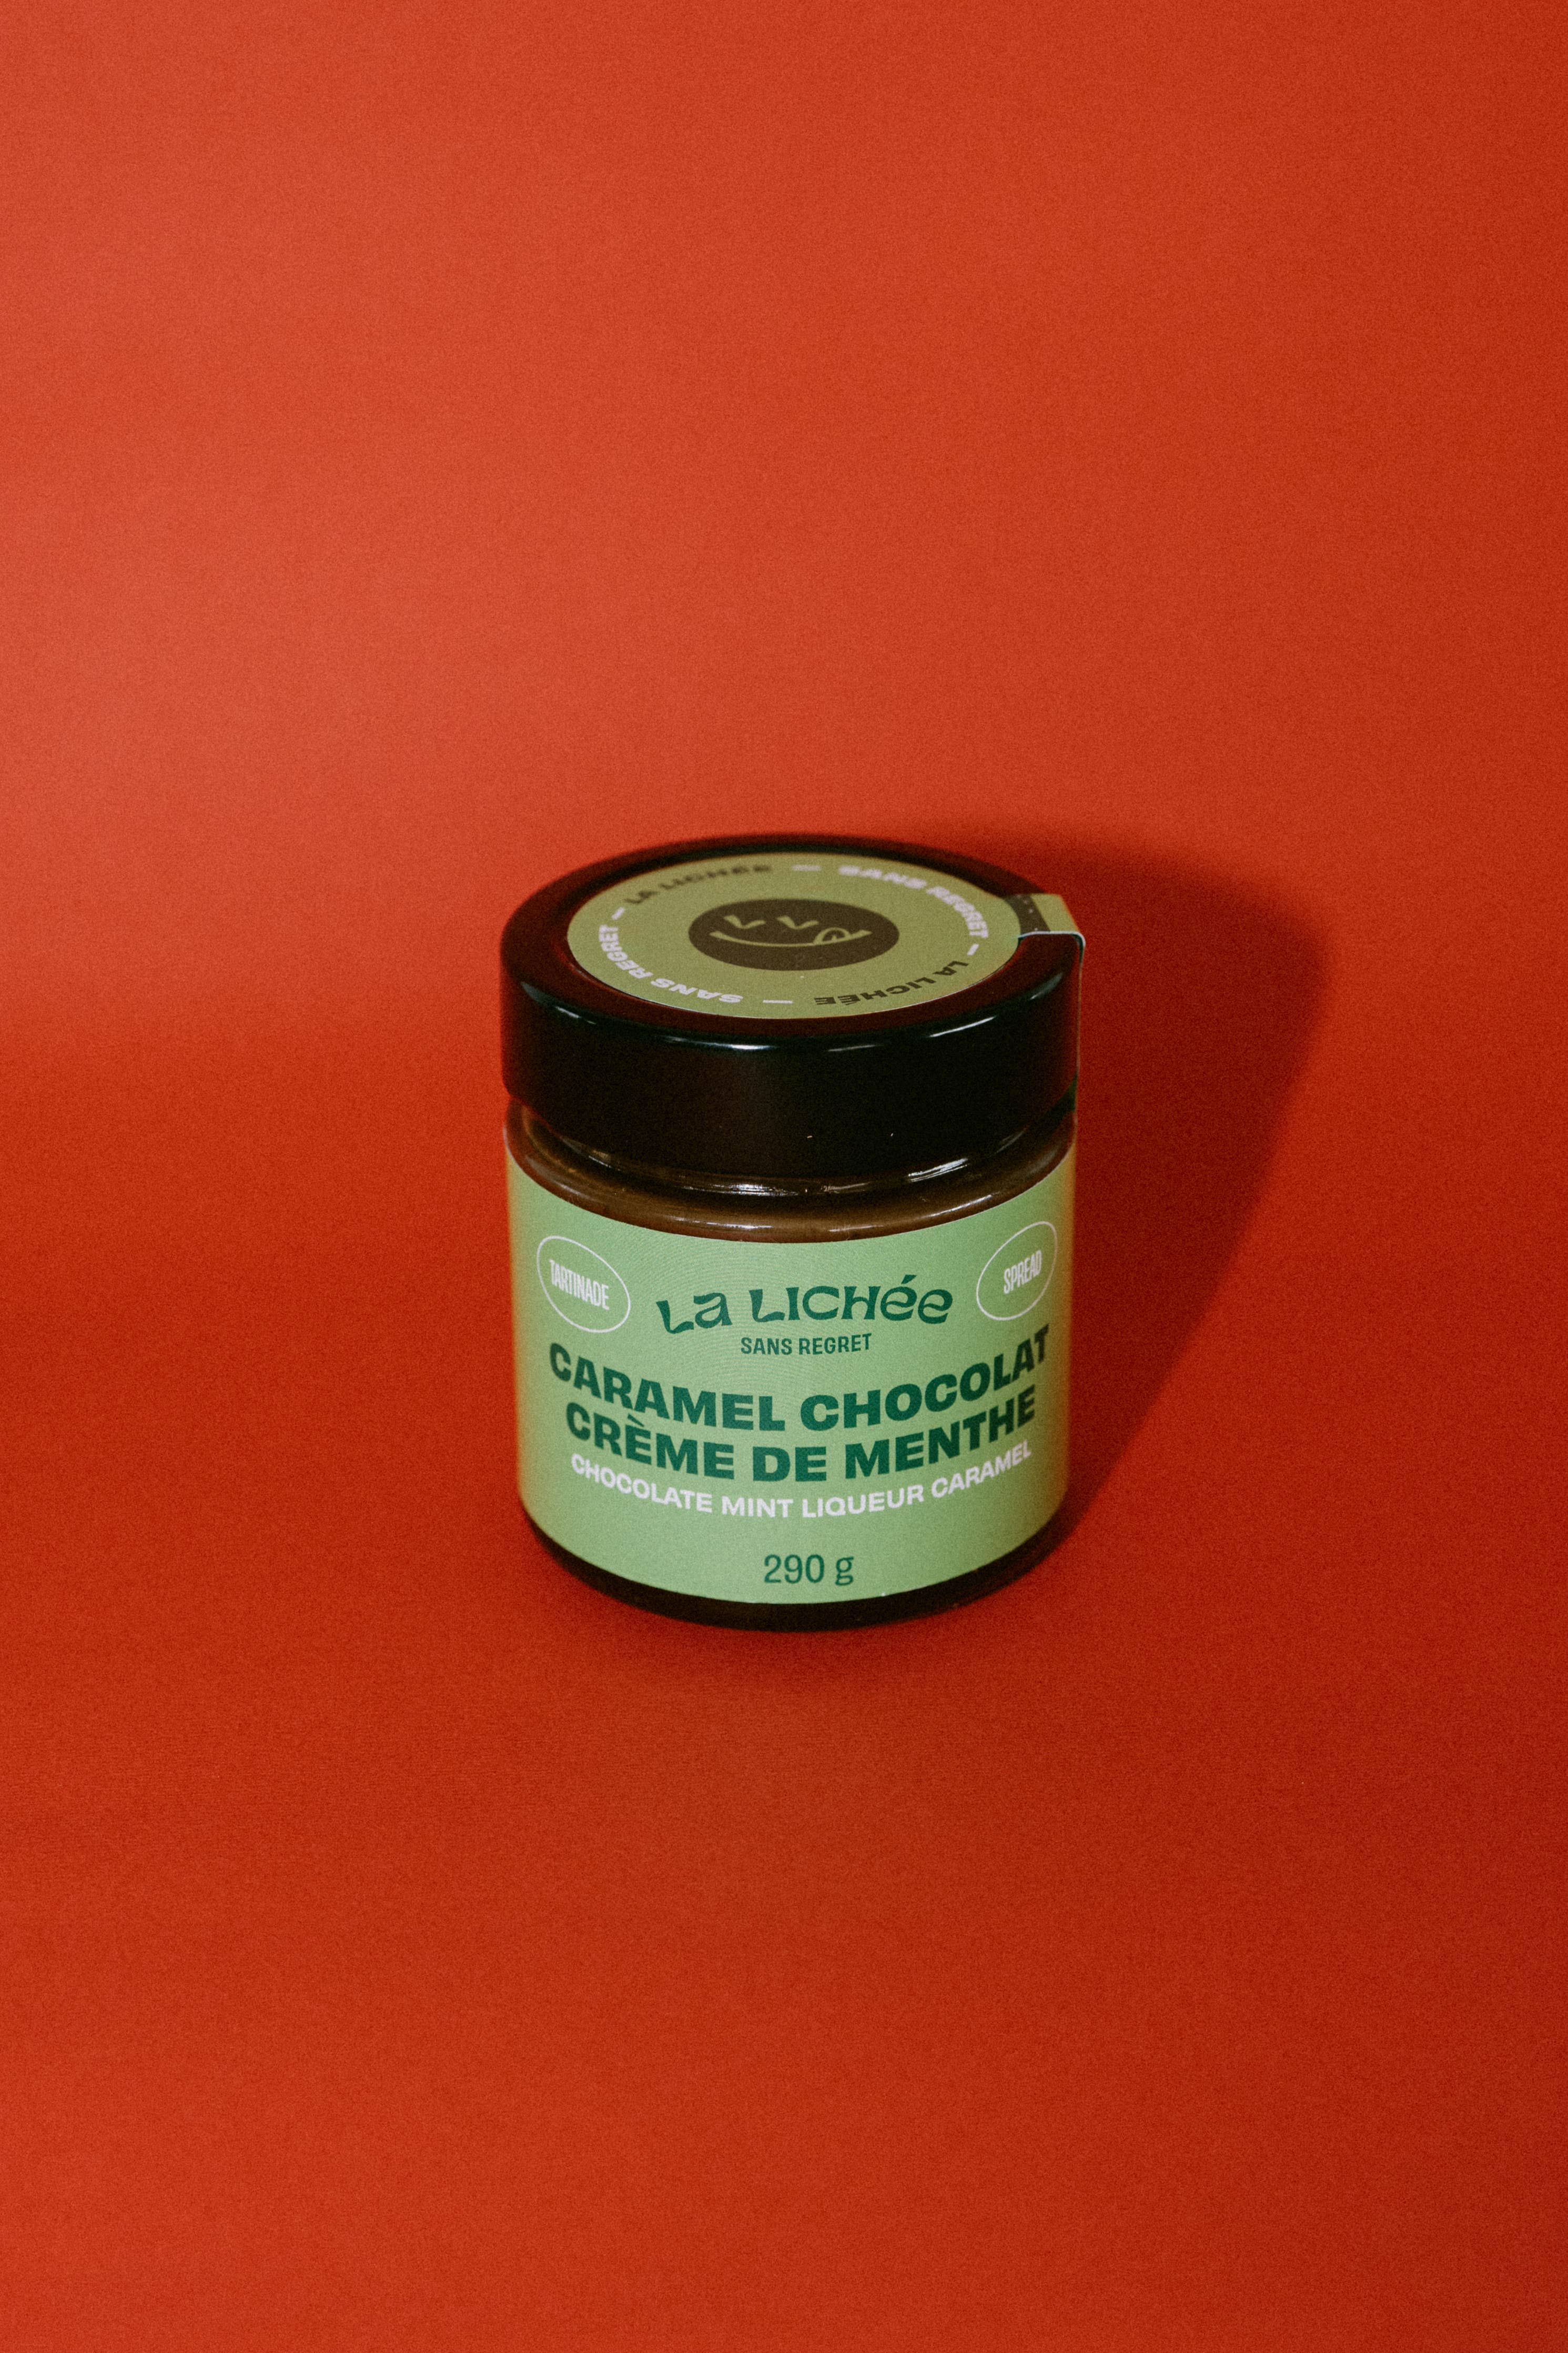 LA LICHÉE — SANS REGRET — LA LICHÉE — SANS REGRET —
TARTINADE
SPREAD
La LICHÉE
SANS REGRET
CARAMEL CHOCOLAT
CRÈME DE MENTHE
CHOCOLATE MINT LIQUEUR CARAMEL
290 g